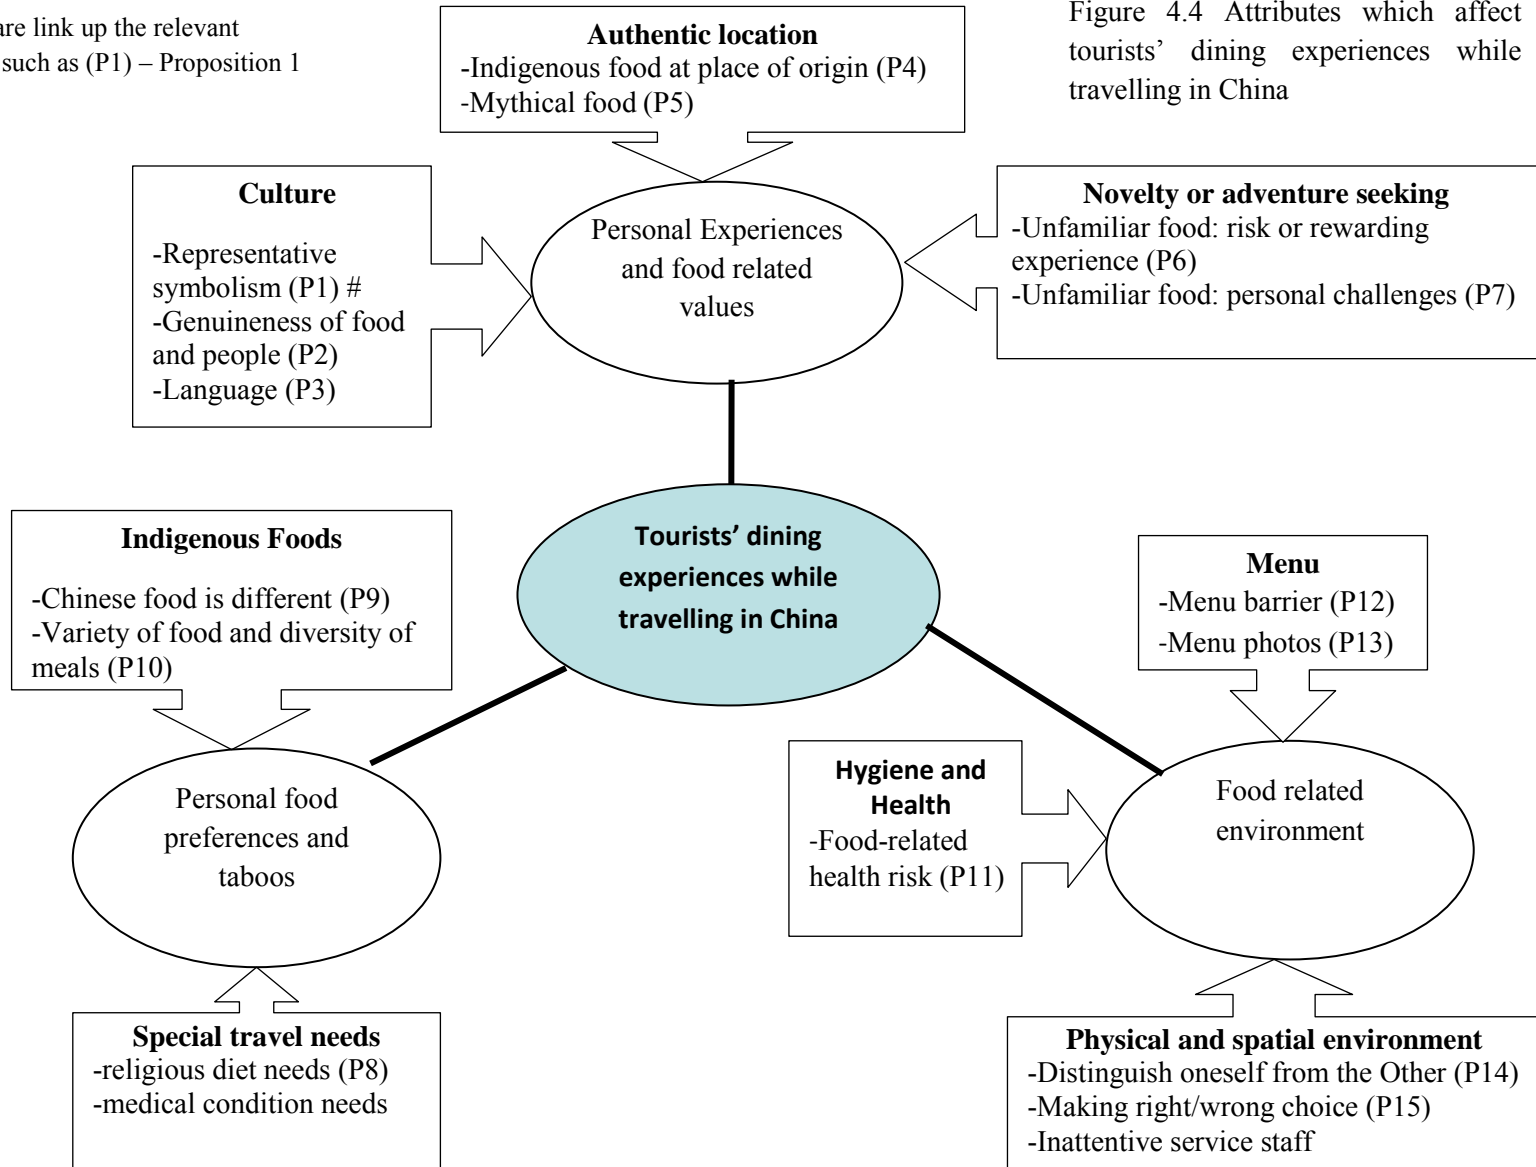 are link up the relevant
such as (P1) – Proposition 1
Figure 4.4 Attributes which affect
tourists’ dining experiences while
travelling in China
Authentic location
-Indigenous food at place of origin (P4)
-Mythical food (P5)
Culture
-Representative
symbolism (P1) #
-Genuineness of food
and people (P2)
-Language (P3)
Personal Experiences
and food related
values
Novelty or adventure seeking
-Unfamiliar food: risk or rewarding
experience (P6)
-Unfamiliar food: personal challenges (P7)
Indigenous Foods
-Chinese food is different (P9)
-Variety of food and diversity of
meals (P10)
Tourists’ dining
experiences while
travelling in China
Menu
-Menu barrier (P12)
-Menu photos (P13)
Personal food
preferences and
taboos
Hygiene and
Health
-Food-related
health risk (P11)
Food related
environment
Special travel needs
-religious diet needs (P8)
-medical condition needs
Physical and spatial environment
-Distinguish oneself from the Other (P14)
-Making right/wrong choice (P15)
-Inattentive service staff